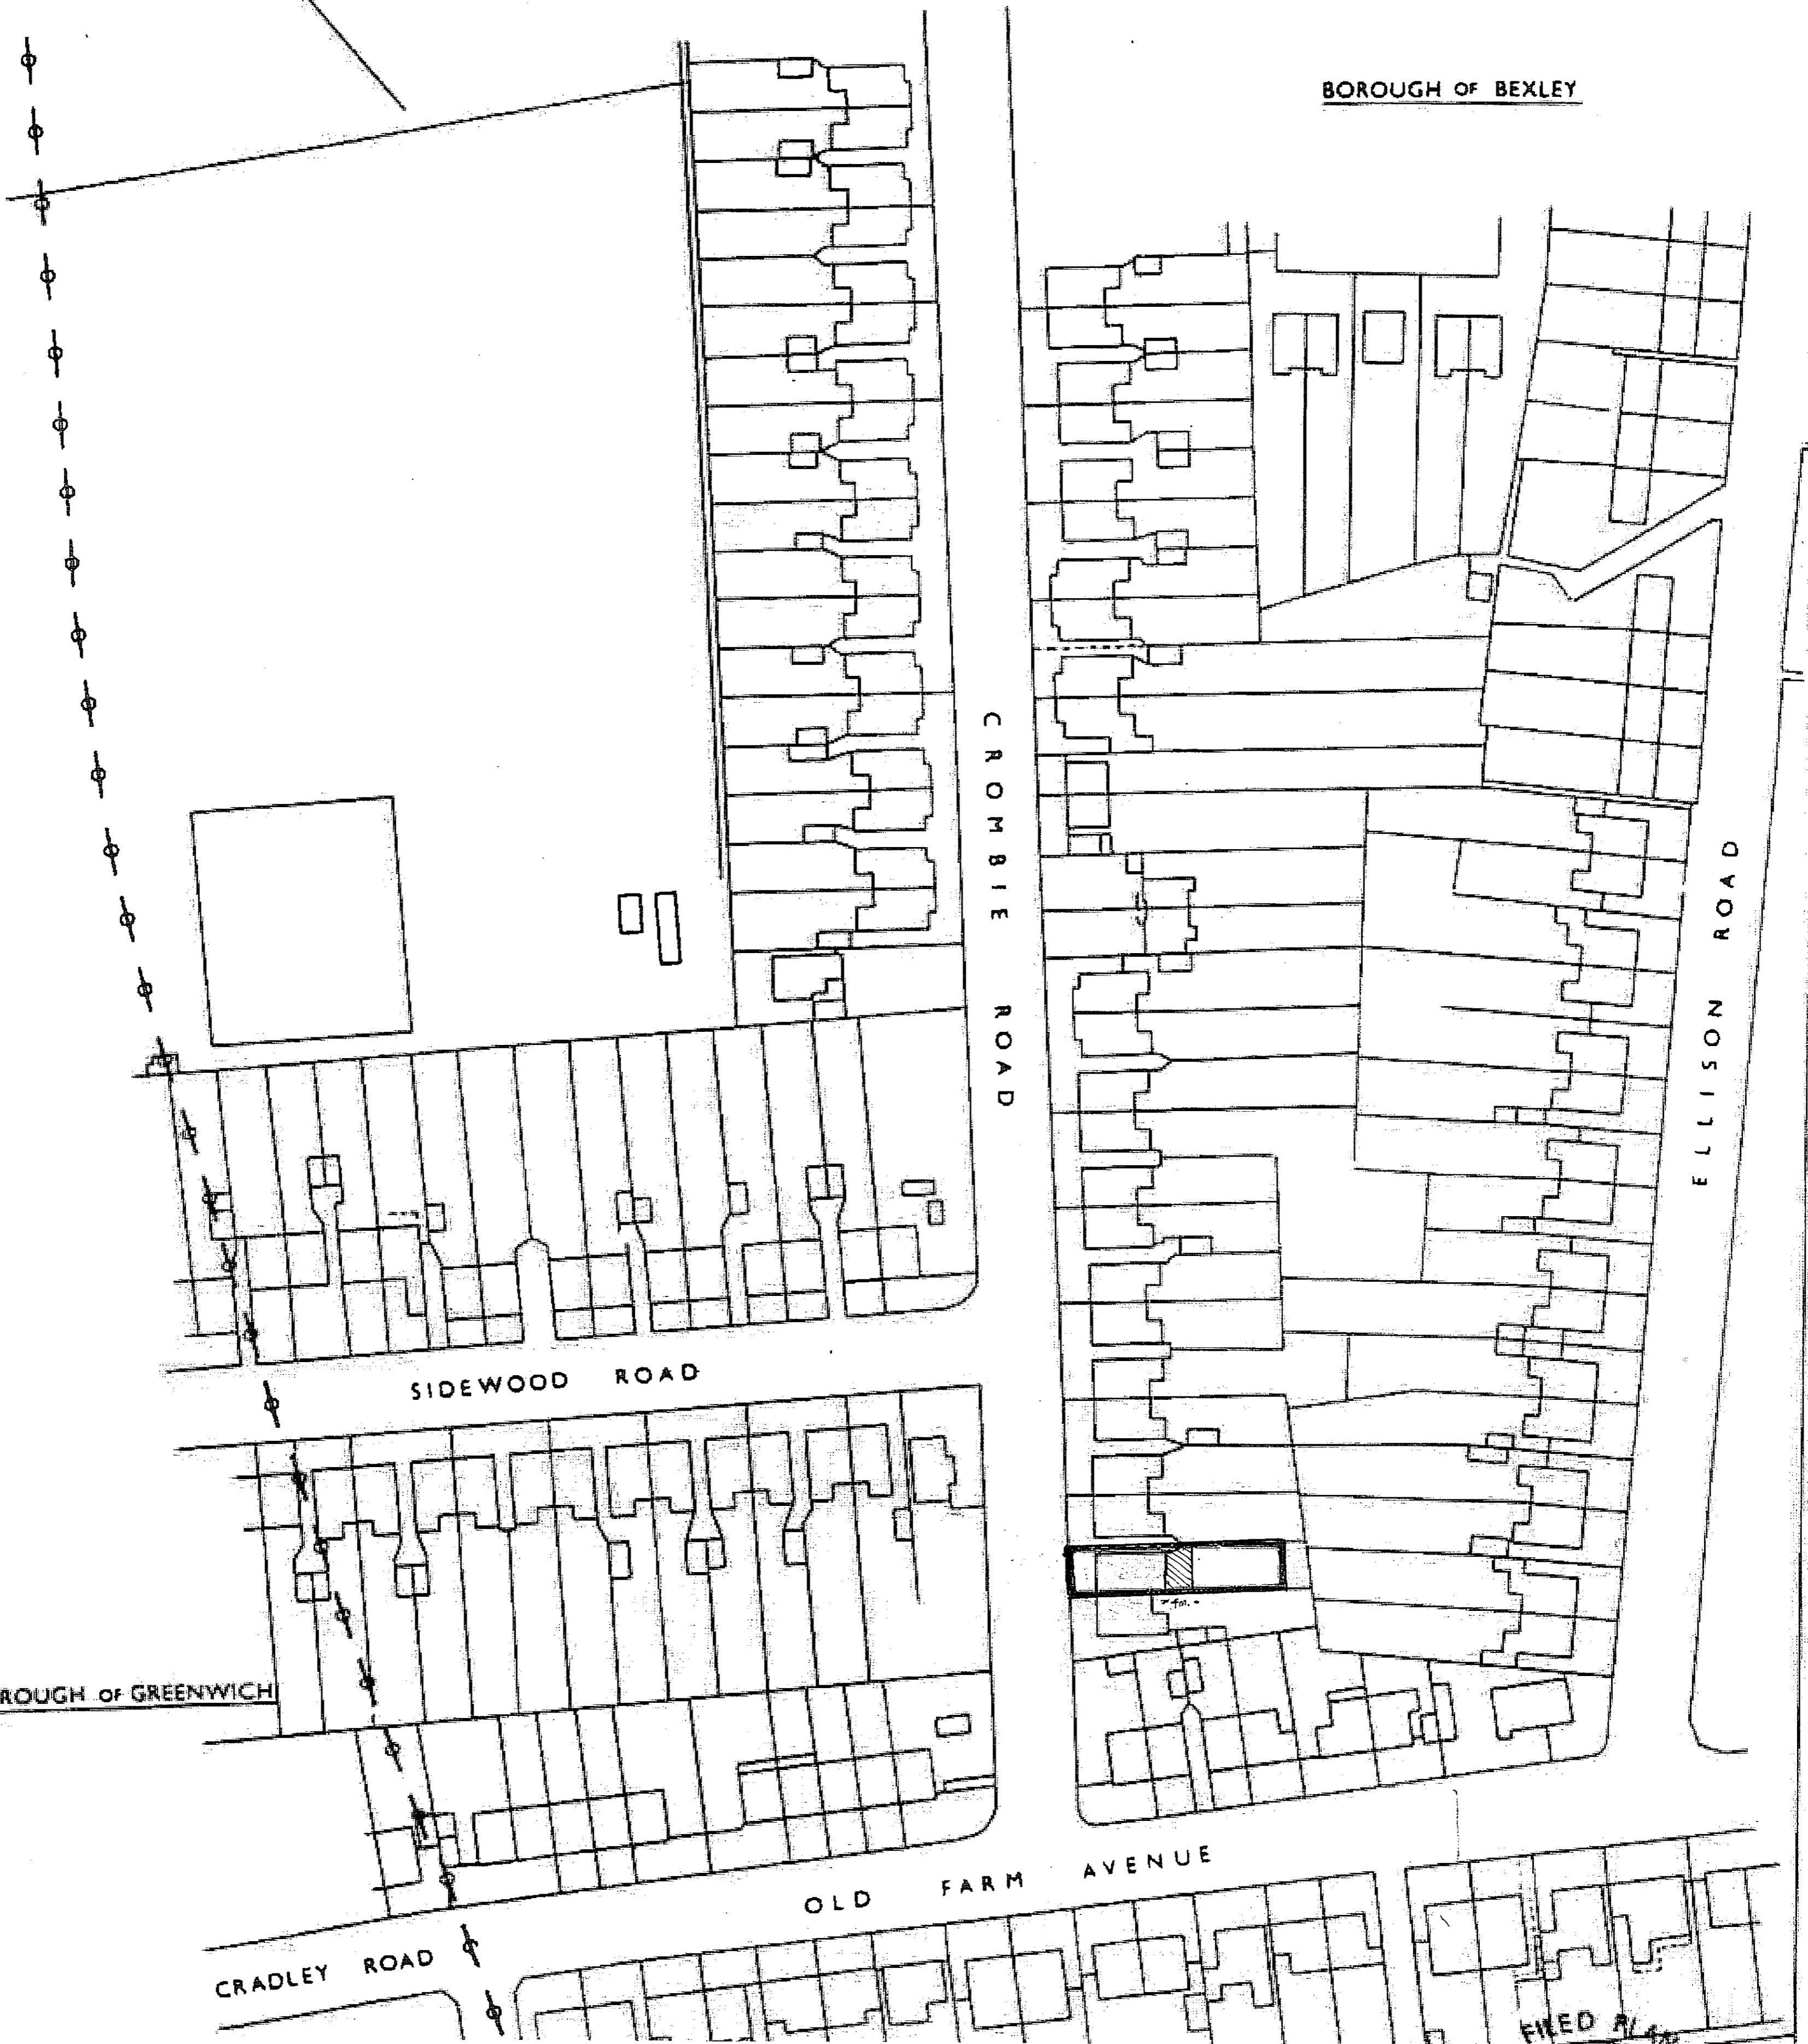 BOROUGH OF BEXLEY
CROMBIE ROAD
ELLISON ROAD
SIDEWOOD ROAD
ROUGH OF GREENWICH
OLD FARM AVENUE
CRADLEY ROAD